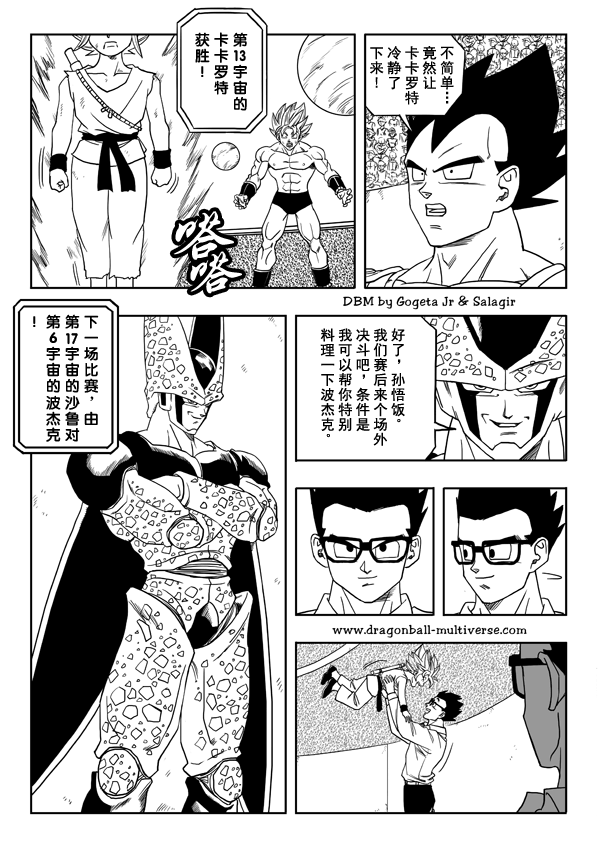 不简单…
竟然让
卡卡罗特
冷静了
下来！
第13宇宙的
卡卡罗特
获胜！
嗒
嗒
DBM by Gogeta Jr & Salagir
好了，孙悟饭。
我们赛后来个场外
决斗吧，条件是
我可以帮你特别
料理一下波杰克。
下一场比赛，由
第17宇宙的沙鲁对
第6宇宙的波杰克
！
www.dragonball-multiverse.com